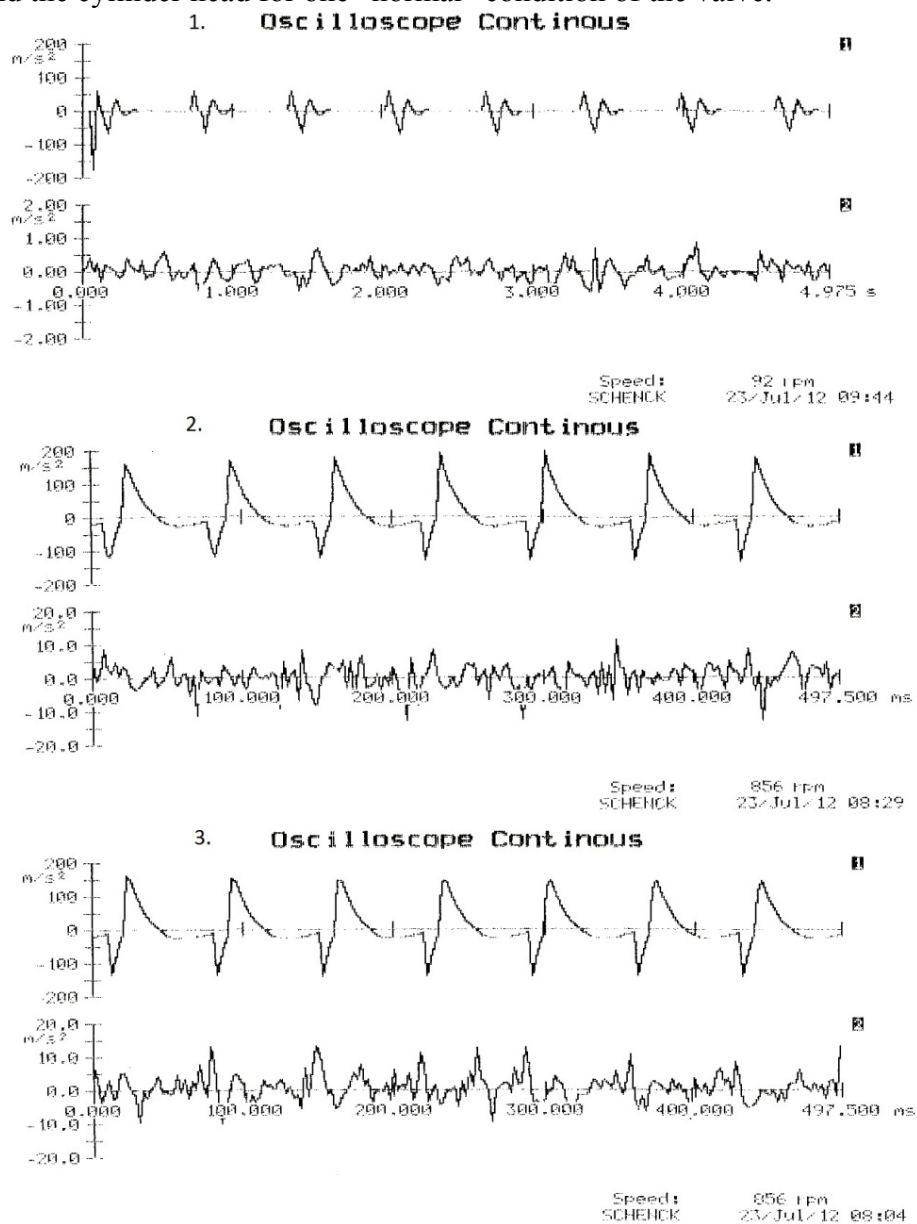 d the cylinder head for one "normal" condition of the valve.
1. Oscilloscope Continous
200
m/s²
100
0
-100
-200
1
2.00
m/s²
1.00
0.00
-1.00
-2.00
2
0.000 1.000 2.000 3.000 4.000 4.975 s
Speed: 92 rpm
SCHENCK 23/Jul/12 09:44
2. Oscilloscope Continous
200
m/s²
100
0
-100
-200
1
20.0
m/s²
10.0
0.0
-10.0
-20.0
2
0.000 100.000 200.000 300.000 400.000 497.500 ms
Speed: 856 rpm
SCHENCK 23/Jul/12 08:29
3. Oscilloscope Continous
200
m/s²
100
0
-100
-200
1
20.0
m/s²
10.0
0.0
-10.0
-20.0
2
0.000 100.000 200.000 300.000 400.000 497.500 ms
Speed: 856 rpm
SCHENCK 23/Jul/12 08:04